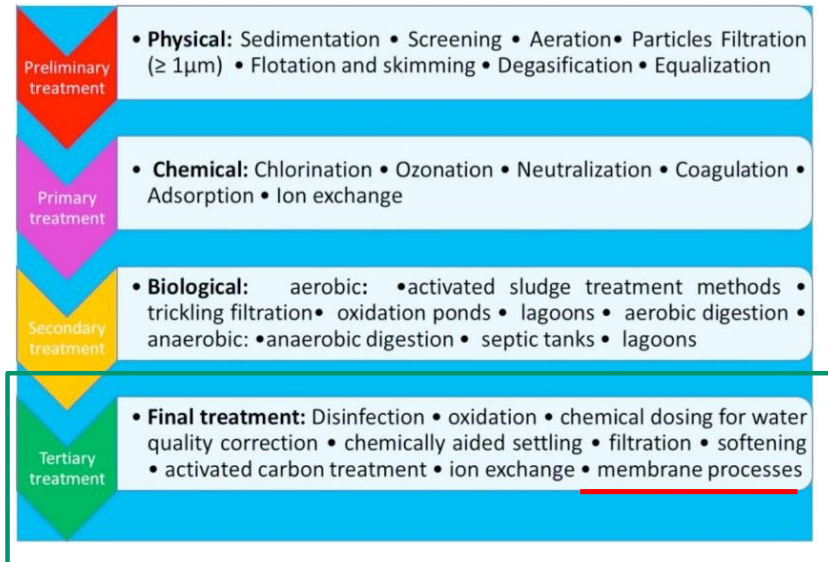 Preliminary
treatment
• Physical: Sedimentation • Screening • Aeration• Particles Filtration
(≥ 1µm) • Flotation and skimming • Degasification • Equalization
Primary
treatment
• Chemical: Chlorination • Ozonation • Neutralization • Coagulation •
Adsorption • Ion exchange
Secondary
treatment
• Biological: aerobic: •activated sludge treatment methods •
trickling filtration• oxidation ponds • lagoons • aerobic digestion •
anaerobic: •anaerobic digestion • septic tanks • lagoons
Tertiary
treatment
• Final treatment: Disinfection • oxidation • chemical dosing for water
quality correction • chemically aided settling • filtration • softening
• activated carbon treatment • ion exchange • membrane processes